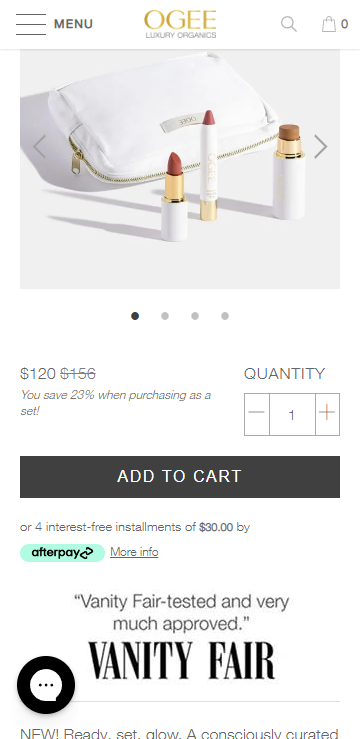 MENU
OGEE
LUXURY ORGANICS
0
OGEE
$120 $156
You save 23% when purchasing as a
set!
QUANTITY
1
ADD TO CART
or 4 interest-free installments of $30.00 by
afterpay More info
“Vanity Fair-tested and very
much approved.”
VANITY FAIR
NEW! Ready, set, glow. A consciously curated